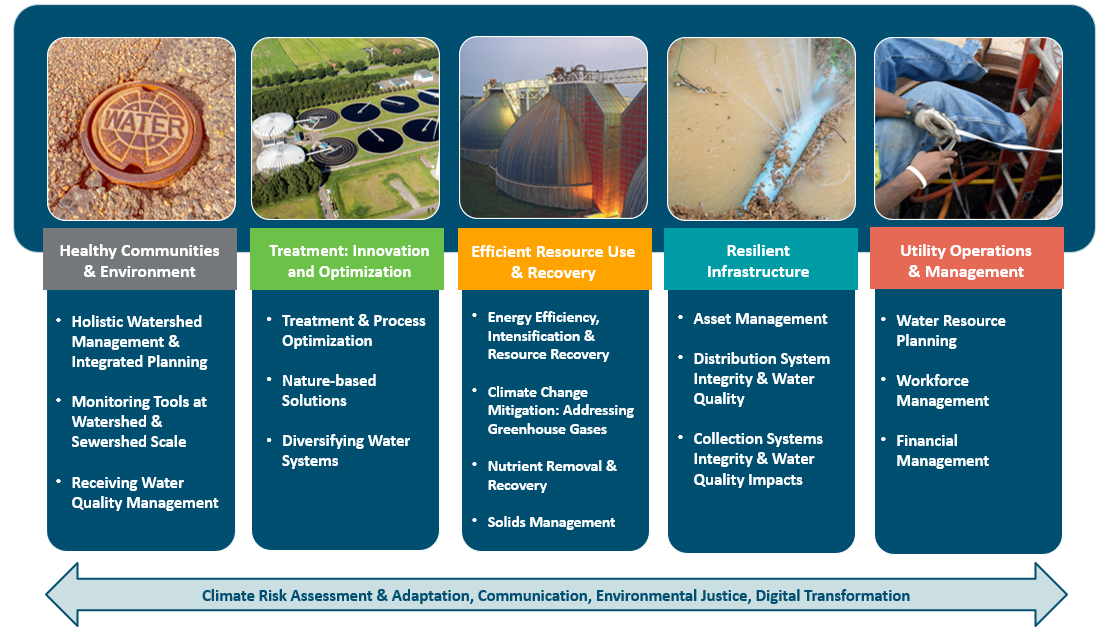 WATER
Healthy Communities
& Environment
Treatment: Innovation
and Optimization
Efficient Resource Use
& Recovery
Resilient
Infrastructure
Utility Operations
& Management
• Holistic Watershed
Management &
Integrated Planning
• Monitoring Tools at
Watershed &
Sewershed Scale
• Receiving Water
Quality Management
• Treatment & Process
Optimization
• Nature-based
Solutions
• Diversifying Water
Systems
• Energy Efficiency,
Intensification &
Resource Recovery
• Climate Change
Mitigation: Addressing
Greenhouse Gases
• Nutrient Removal &
Recovery
• Solids Management
• Asset Management
• Distribution System
Integrity & Water
Quality
• Collection Systems
Integrity & Water
Quality Impacts
• Water Resource
Planning
• Workforce
Management
• Financial
Management
Climate Risk Assessment & Adaptation, Communication, Environmental Justice, Digital Transformation